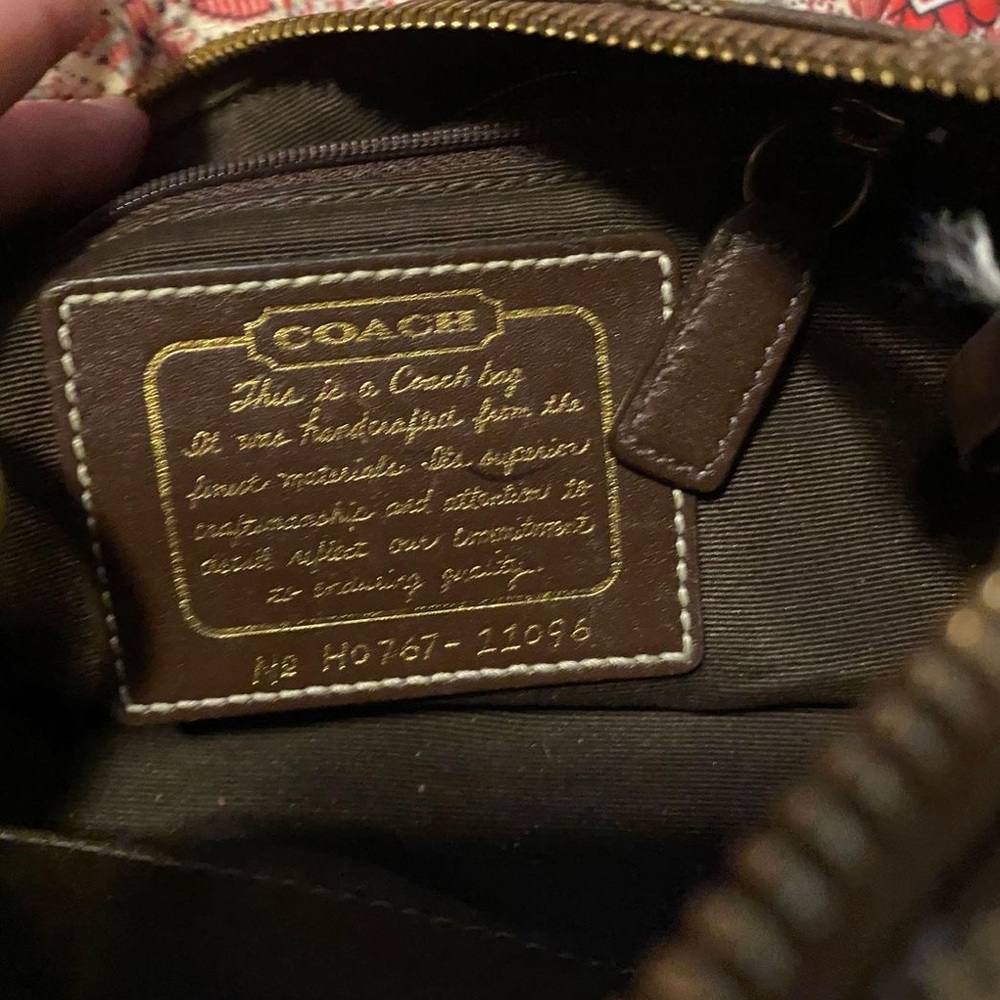 COACH
This is a Coach bag
It was handcrafted from the
finest materials. Its superior
craftsmanship and attention to
detail reflect our commitment
to enduring quality.
№ H0767-11096